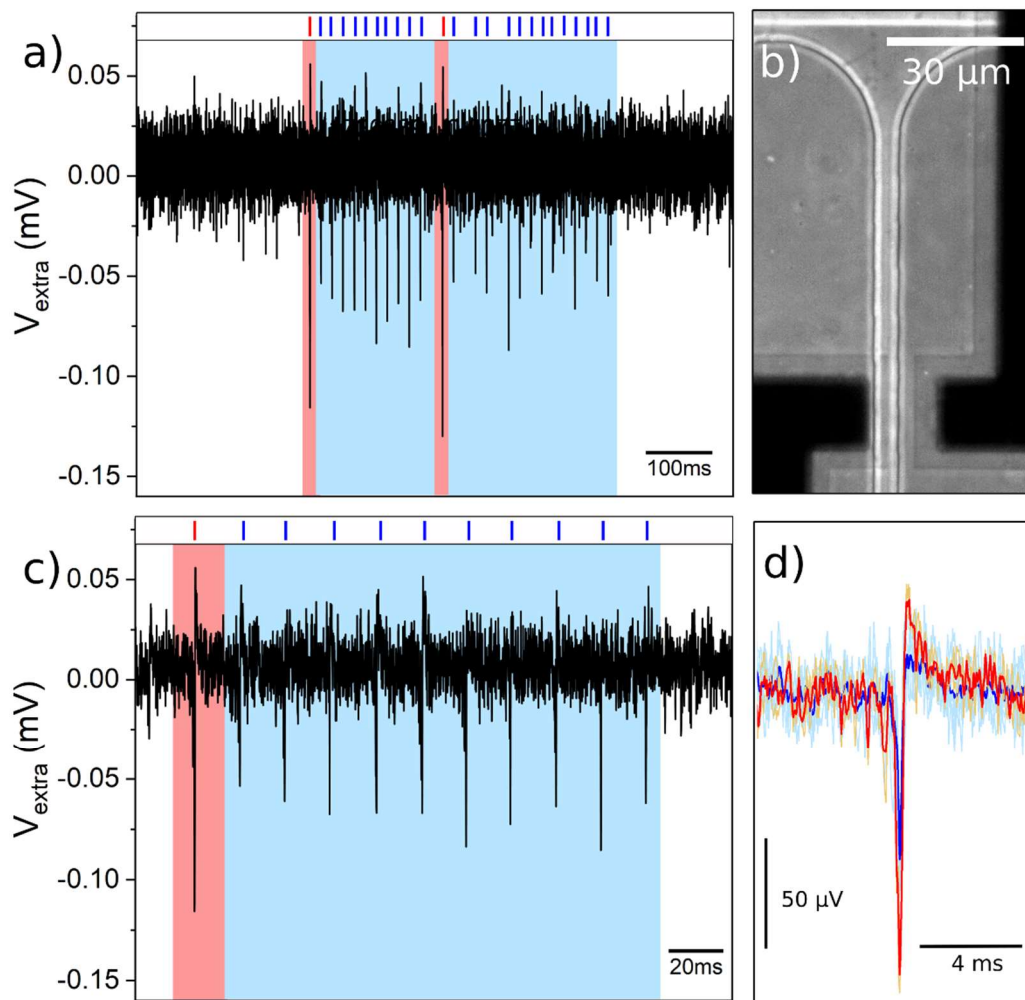 a)
0.05
0.00
-0.05
-0.10
-0.15
V_extra (mV)
100ms
b)
30 µm
c)
0.05
0.00
-0.05
-0.10
-0.15
V_extra (mV)
20ms
d)
50 µV
4 ms